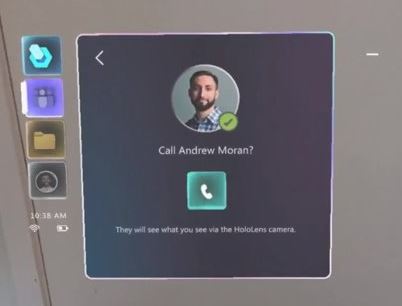 Call Andrew Moran?
10:38 AM
They will see what you see via the HoloLens camera.